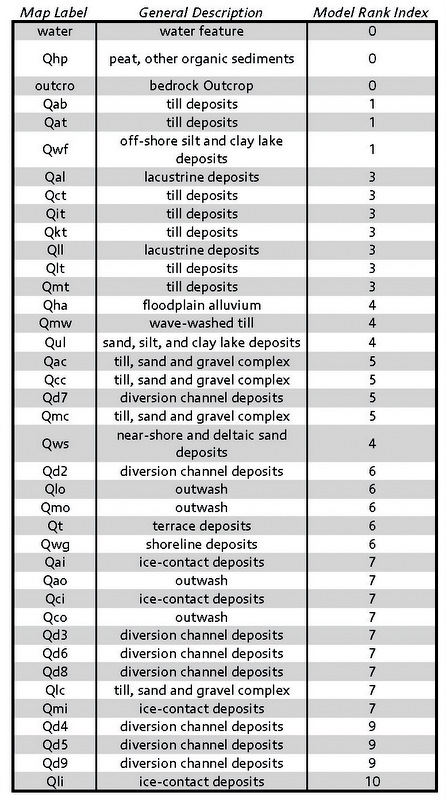 Map Label General Description Model Rank Index
water water feature 0
Qhp peat, other organic sediments 0
outcro bedrock Outcrop 0
Qab till deposits 1
Qat till deposits 1
Qwf off-shore silt and clay lake deposits 1
Qal lacustrine deposits 3
Qct till deposits 3
Qit till deposits 3
Qkt till deposits 3
Qll lacustrine deposits 3
Qlt till deposits 3
Qmt till deposits 3
Qha floodplain alluvium 4
Qmw wave-washed till 4
Qul sand, silt, and clay lake deposits 4
Qac till, sand and gravel complex 5
Qcc till, sand and gravel complex 5
Qd7 diversion channel deposits 5
Qmc till, sand and gravel complex 5
Qws near-shore and deltaic sand deposits 4
Qd2 diversion channel deposits 6
Qlo outwash 6
Qmo outwash 6
Qt terrace deposits 6
Qwg shoreline deposits 6
Qai ice-contact deposits 7
Qao outwash 7
Qci ice-contact deposits 7
Qco outwash 7
Qd3 diversion channel deposits 7
Qd6 diversion channel deposits 7
Qd8 diversion channel deposits 7
Qlc till, sand and gravel complex 7
Qmi ice-contact deposits 7
Qd4 diversion channel deposits 9
Qd5 diversion channel deposits 9
Qd9 diversion channel deposits 9
Qli ice-contact deposits 10